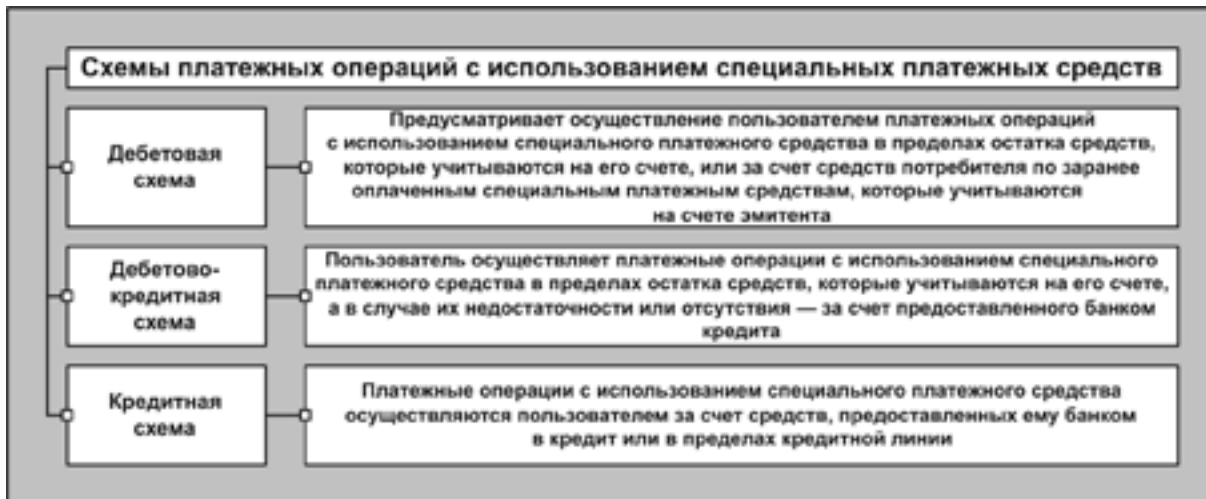 Схемы платежных операций с использованием специальных платежных средств
Дебетовая
схема
Предусматривает осуществление пользователем платежных операций
с использованием специального платежного средства в пределах остатка средств,
которые учитываются на его счете, или за счет средств потребителя по заранее
оплаченным специальным платежным средствам, которые учитываются
на счете эмитента
Дебетово-
кредитная
схема
Пользователь осуществляет платежные операции с использованием специального
платежного средства в пределах остатка средств, которые учитываются на его счете,
а в случае их недостаточности или отсутствия — за счет предоставленного банком
кредита
Кредитная
схема
Платежные операции с использованием специального платежного средства
осуществляются пользователем за счет средств, предоставленных ему банком
в кредит или в пределах кредитной линии